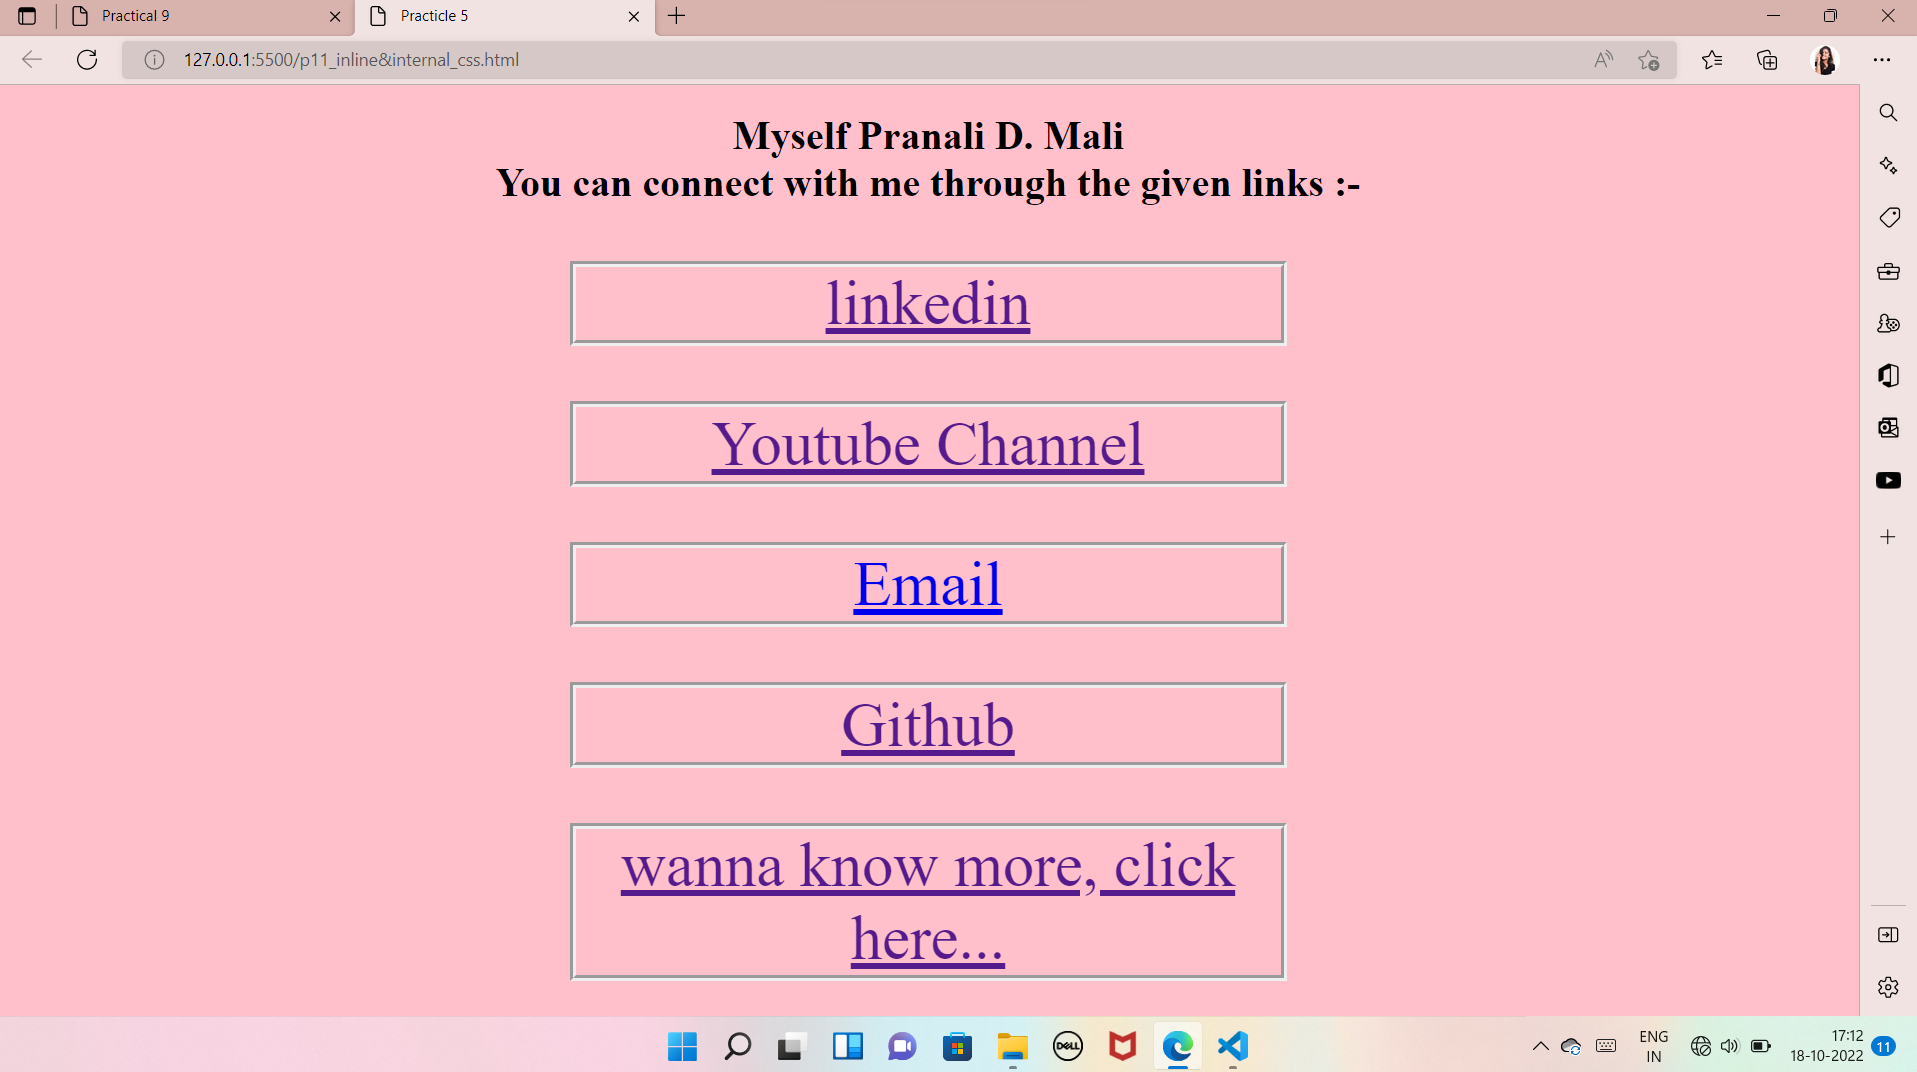 Practical 9
Practicle 5
127.0.0.1:5500/p11_inline&internal_css.html
Myself Pranali D. Mali
You can connect with me through the given links :-
linkedin
Youtube Channel
Email
Github
wanna know more, click
here...
DELL
ENG
IN
17:12
18-10-2022
11